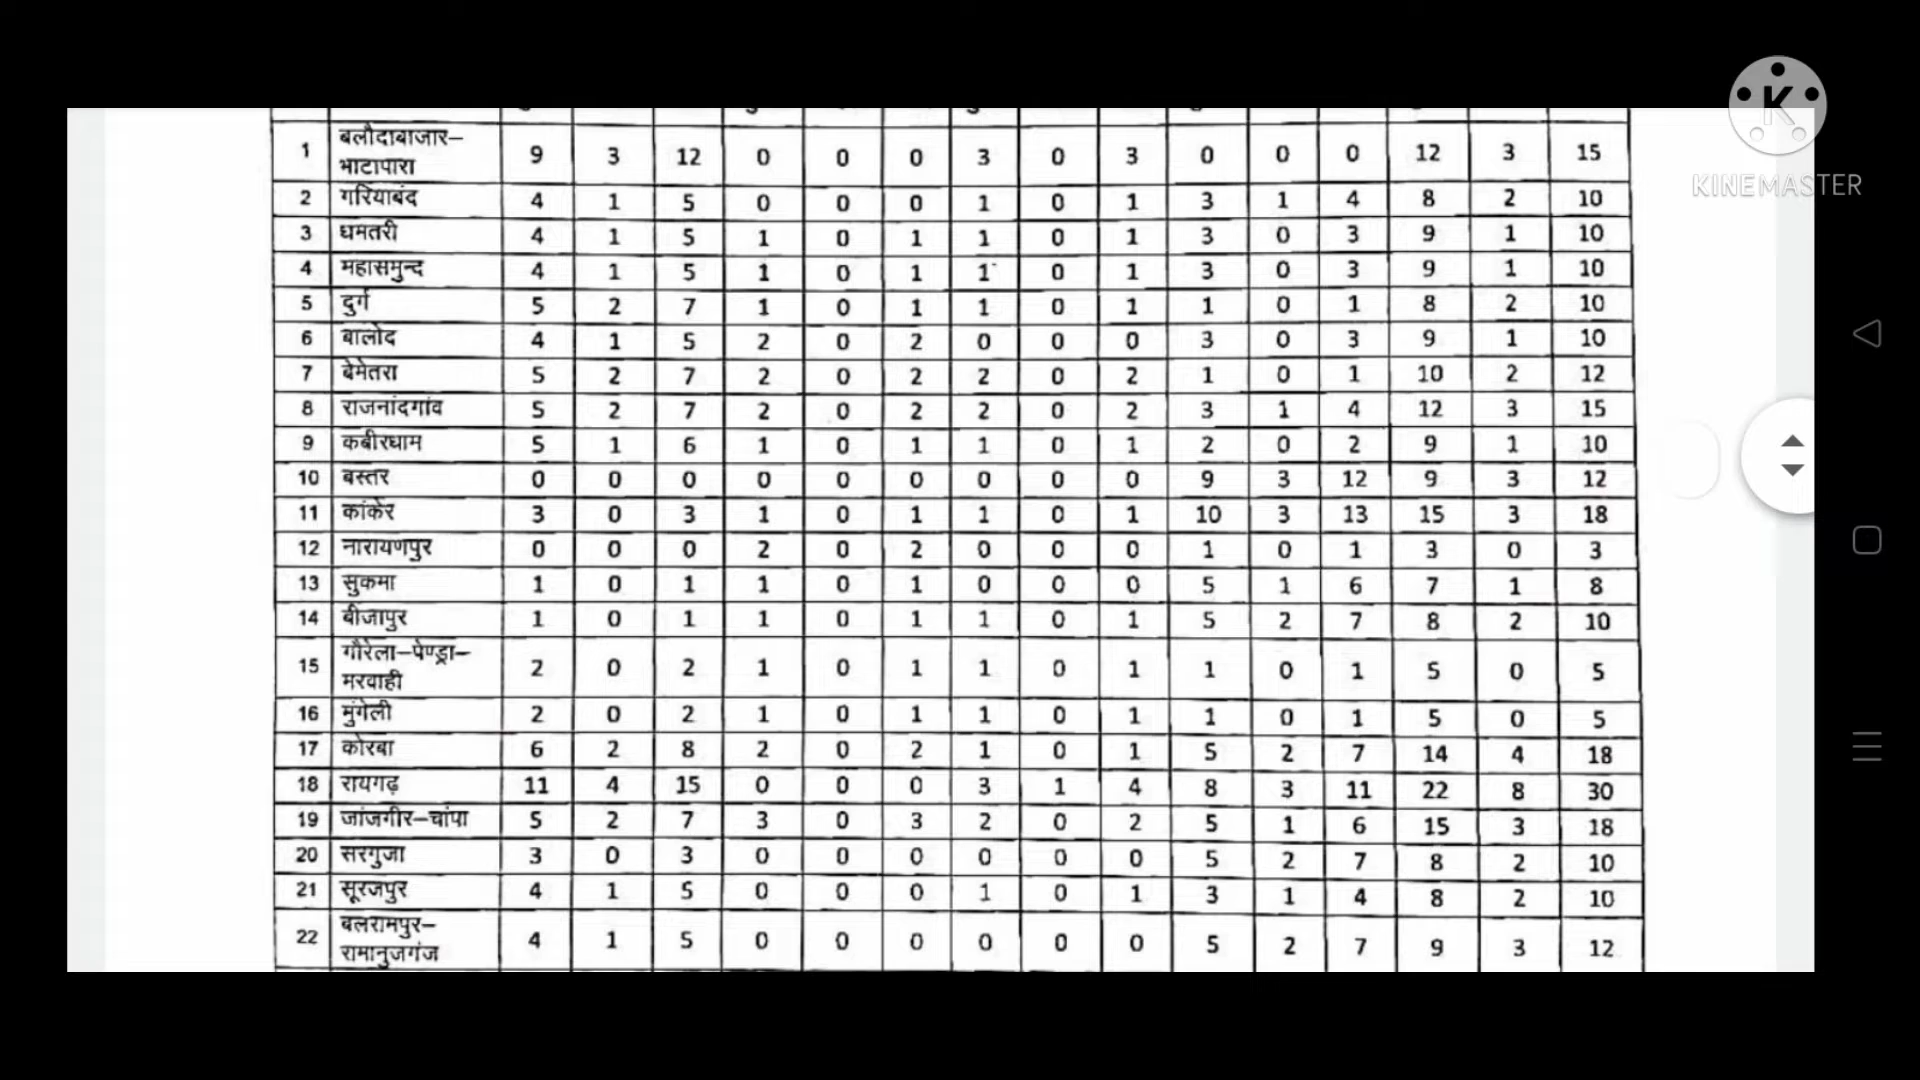 KINEMASTER
1 बलौदाबाजार–भाटापारा 9 3 12 0 0 0 3 0 3 0 0 0 12 3 15
2 गरियाबंद 4 1 5 0 0 0 1 0 1 3 1 4 8 2 10
3 धमतरी 4 1 5 1 0 1 1 0 1 3 0 3 9 1 10
4 महासमुन्द 4 1 5 1 0 1 1 0 1 3 0 3 9 1 10
5 दुर्ग 5 2 7 1 0 1 1 0 1 1 0 1 8 2 10
6 बालोद 4 1 5 2 0 2 0 0 0 3 0 3 9 1 10
7 बेमेतरा 5 2 7 2 0 2 2 0 2 1 0 1 10 2 12
8 राजनांदगांव 5 2 7 2 0 2 2 0 2 3 1 4 12 3 15
9 कबीरधाम 5 1 6 1 0 1 1 0 1 2 0 2 9 1 10
10 बस्तर 0 0 0 0 0 0 0 0 0 9 3 12 9 3 12
11 कांकेर 3 0 3 1 0 1 1 0 1 10 3 13 15 3 18
12 नारायणपुर 0 0 0 2 0 2 0 0 0 1 0 1 3 0 3
13 सुकमा 1 0 1 1 0 1 0 0 0 5 1 6 7 1 8
14 बीजापुर 1 0 1 1 0 1 1 0 1 5 2 7 8 2 10
15 गौरेला–पेण्ड्रा–मरवाही 2 0 2 1 0 1 1 0 1 1 0 1 5 0 5
16 मुंगेली 2 0 2 1 0 1 1 0 1 1 0 1 5 0 5
17 कोरबा 6 2 8 2 0 2 1 0 1 5 2 7 14 4 18
18 रायगढ़ 11 4 15 0 0 0 3 1 4 8 3 11 22 8 30
19 जांजगीर–चांपा 5 2 7 3 0 3 2 0 2 5 1 6 15 3 18
20 सरगुजा 3 0 3 0 0 0 0 0 0 5 2 7 8 2 10
21 सूरजपुर 4 1 5 0 0 0 1 0 1 3 1 4 8 2 10
22 बलरामपुर–रामानुजगंज 4 1 5 0 0 0 0 0 0 5 2 7 9 3 12